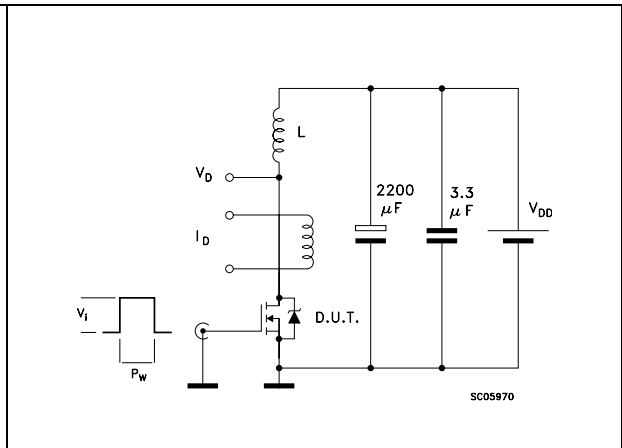 L
V_D
2200
μF
3.3
μF
V_DD
I_D
V_i
D.U.T.
P_W
SC05970